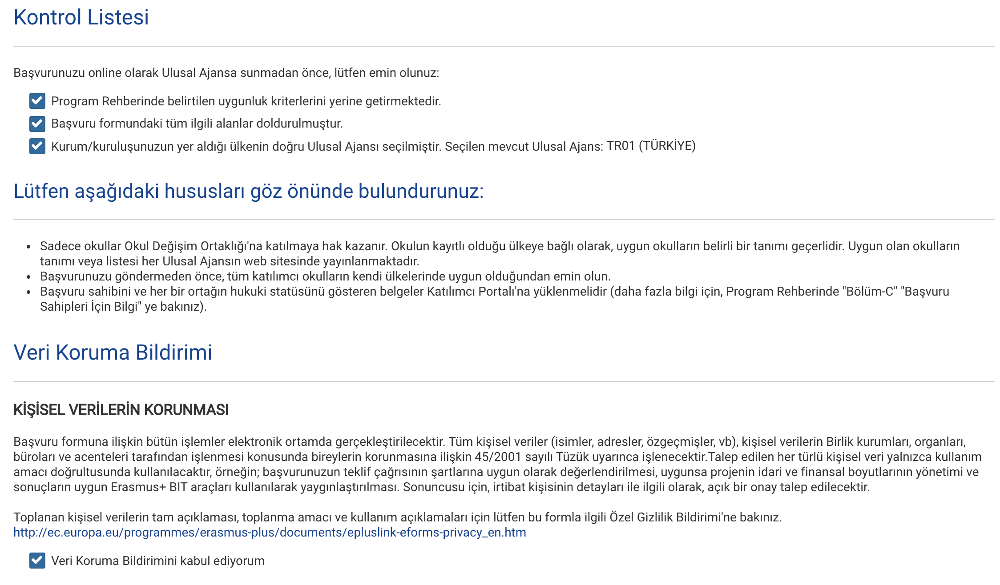 Kontrol Listesi
Başvurunuzu online olarak Ulusal Ajansa sunmadan önce, lütfen emin olunuz:
Program Rehberinde belirtilen uygunluk kriterlerini yerine getirmektedir.
Başvuru formundaki tüm ilgili alanlar doldurulmuştur.
Kurum/kuruluşunuzun yer aldığı ülkenin doğru Ulusal Ajansı seçilmiştir. Seçilen mevcut Ulusal Ajans: TR01 (TÜRKİYE)
Lütfen aşağıdaki hususları göz önünde bulundurunuz:
• Sadece okullar Okul Değişim Ortaklığı'na katılmaya hak kazanır. Okulun kayıtlı olduğu ülkeye bağlı olarak, uygun okulların belirli bir tanımı geçerlidir. Uygun olan okulların
tanımı veya listesi her Ulusal Ajansın web sitesinde yayınlanmaktadır.
• Başvurunuzu göndermeden önce, tüm katılımcı okulların kendi ülkelerinde uygun olduğundan emin olun.
• Başvuru sahibini ve her bir ortağın hukuki statüsünü gösteren belgeler Katılımcı Portalı'na yüklenmelidir (daha fazla bilgi için, Program Rehberinde "Bölüm-C" "Başvuru
Sahipleri İçin Bilgi" ye bakınız).
Veri Koruma Bildirimi
KİŞİSEL VERİLERİN KORUNMASI
Başvuru formuna ilişkin bütün işlemler elektronik ortamda gerçekleştirilecektir. Tüm kişisel veriler (isimler, adresler, özgeçmişler, vb), kişisel verilerin Birlik kurumları, organları,
büroları ve acenteleri tarafından işlenmesi konusunda bireylerin korunmasına ilişkin 45/2001 sayılı Tüzük uyarınca işlenecektir.Talep edilen her türlü kişisel veri yalnızca kullanım
amacı doğrultusunda kullanılacaktır, örneğin; başvurunuzun teklif çağrısının şartlarına uygun olarak değerlendirilmesi, uygunsa projenin idari ve finansal boyutlarının yönetimi ve
sonuçların uygun Erasmus+ BIT araçları kullanılarak yaygınlaştırılması. Sonuncusu için, irtibat kişisinin detayları ile ilgili olarak, açık bir onay talep edilecektir.
Toplanan kişisel verilerin tam açıklaması, toplanma amacı ve kullanım açıklamaları için lütfen bu formla ilgili Özel Gizlilik Bildirimi'ne bakınız.
http://ec.europa.eu/programmes/erasmus-plus/documents/epluslink-eforms-privacy_en.htm
Veri Koruma Bildirimini kabul ediyorum